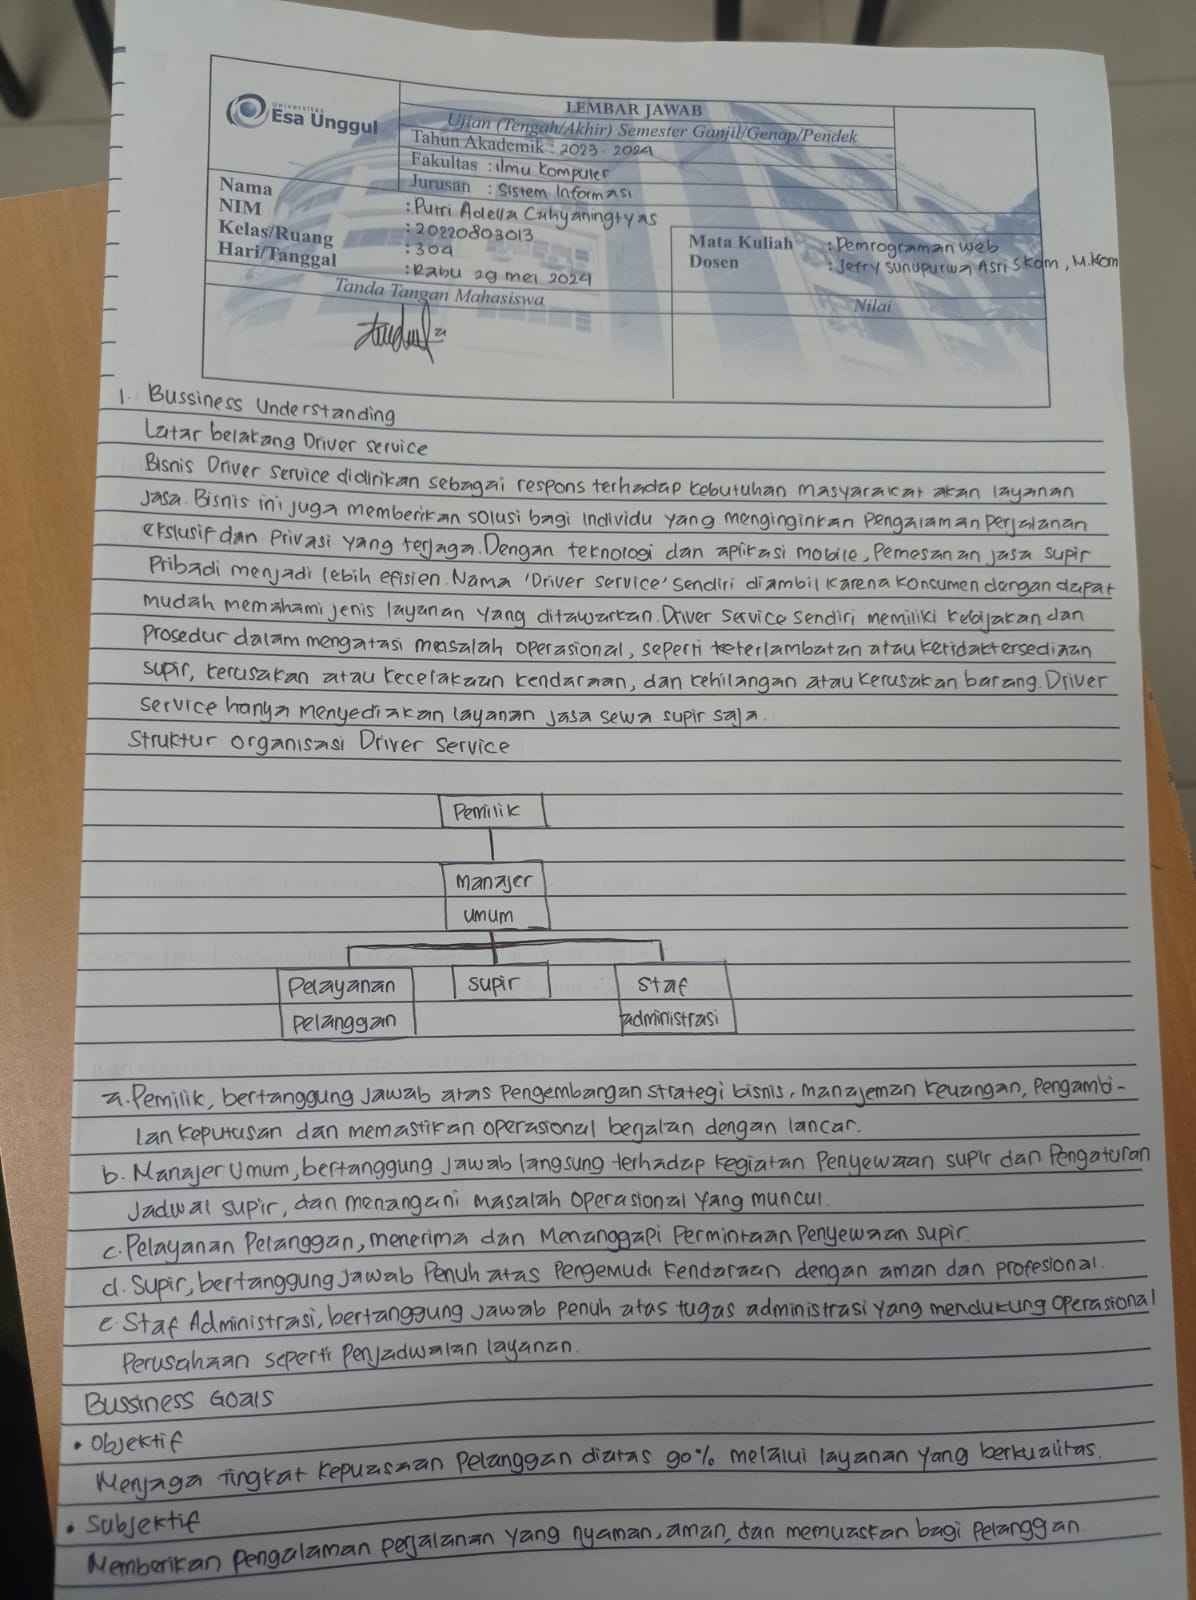 Universitas
Esa Unggul
LEMBAR JAWAB
Ujian (Tengah/Akhir) Semester Ganjil/Genap/Pendek
Tahun Akademik : 2023 - 2024
Fakultas : Ilmu Komputer
Jurusan : Sistem Informasi
Nama : Putri Adella Cahyaningtyas
NIM : 20220803013
Kelas/Ruang : 304
Hari/Tanggal : Rabu 29 mei 2024
Mata Kuliah : Pemrograman Web
Dosen : Jefry Sunupurwa Asri S.Kom, M.Kom
Tanda Tangan Mahasiswa
Nilai
1. Bussiness Understanding
Latar belakang Driver service
Bisnis Driver service didirikan sebagai respons terhadap kebutuhan masyarakat akan layanan
jasa. Bisnis ini juga memberikan solusi bagi individu yang menginginkan pengalaman perjalanan
ekslusif dan privasi yang terjaga. Dengan teknologi dan aplikasi mobile, pemesanan jasa supir
Pribadi menjadi lebih efisien. Nama 'Driver service' sendiri diambil karena konsumen dengan dapat
mudah memahami jenis layanan yang ditawarkan. Driver service sendiri memiliki kebijakan dan
Prosedur dalam mengatasi masalah operasional, seperti keterlambatan atau ketidaktersediaan
supir, kerusakan atau kecelakaan kendaraan, dan kehilangan atau kerusakan barang. Driver
service hanya menyediakan layanan jasa sewa supir saja.
Struktur organisasi Driver Service
Pemilik
Manajer
umum
Pelayanan
pelanggan
supir
Staf
administrasi
a. Pemilik, bertanggung jawab atas pengembangan strategi bisnis, manajeman keuangan, Pengambi-
lan keputusan dan memastikan operasional begalan dengan lancar.
b. Manajer Umum, bertanggung jawab langsung terhadap kegiatan Penyewaan supir dan Pengaturan
Jadwal supir, dan menangani masalah operasional yang muncul.
c. Pelayanan Pelanggan, menerima dan Menanggapi Permintaan Penyewaan supir.
d. Supir, bertanggung jawab Penuh atas Pengemudi kendaraan dengan aman dan profesional.
e. Staf Administrasi, bertanggung jawab penuh atas tugas administrasi yang mendukung operasional
Perusahaan seperti penjadwalan layanan.
Bussiness Goals
• Objektif
Menjaga tingkat kepuasaan pelanggan diatas 90% melalui layanan yang berkualitas.
• Subjektif
Memberikan pengalaman perjalanan yang nyaman, aman, dan memuaskan bagi pelanggan.